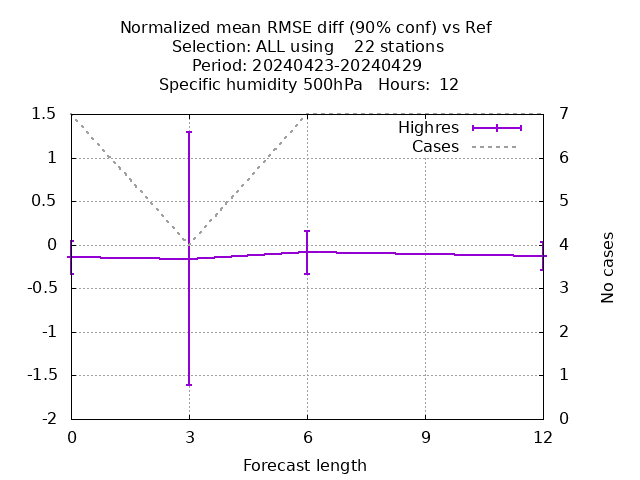 Normalized mean RMSE diff (90% conf) vs Ref
Selection: ALL using    22 stations
Period: 20240423-20240429
Specific humidity 500hPa   Hours:  12
1.5
1
0.5
0
-0.5
-1
-1.5
-2
7
6
5
4
3
2
1
0
Highres
Cases
No cases
0 3 6 9 12
Forecast length